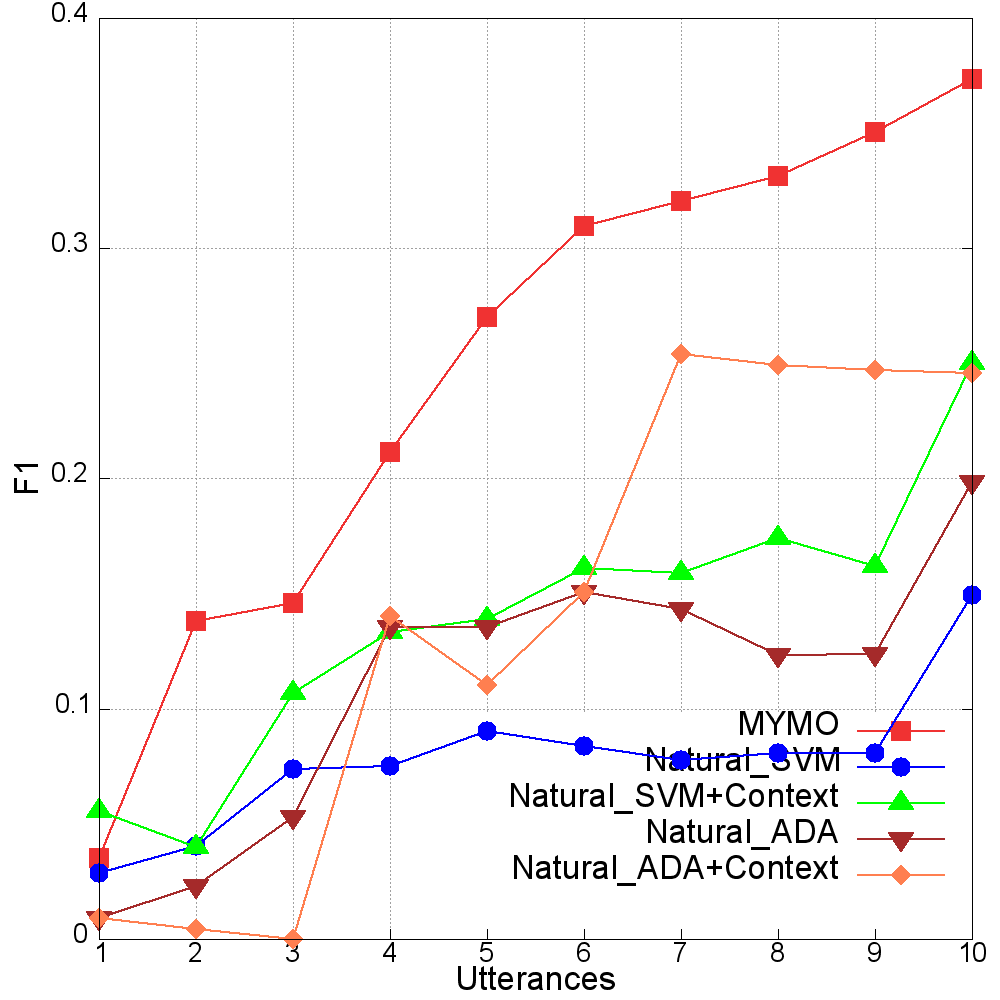 0.4
0.3
0.2
0.1
0
F1
1 2 3 4 5 6 7 8 9 10
Utterances
MYMO
Natural_SVM
Natural_SVM+Context
Natural_ADA
Natural_ADA+Context